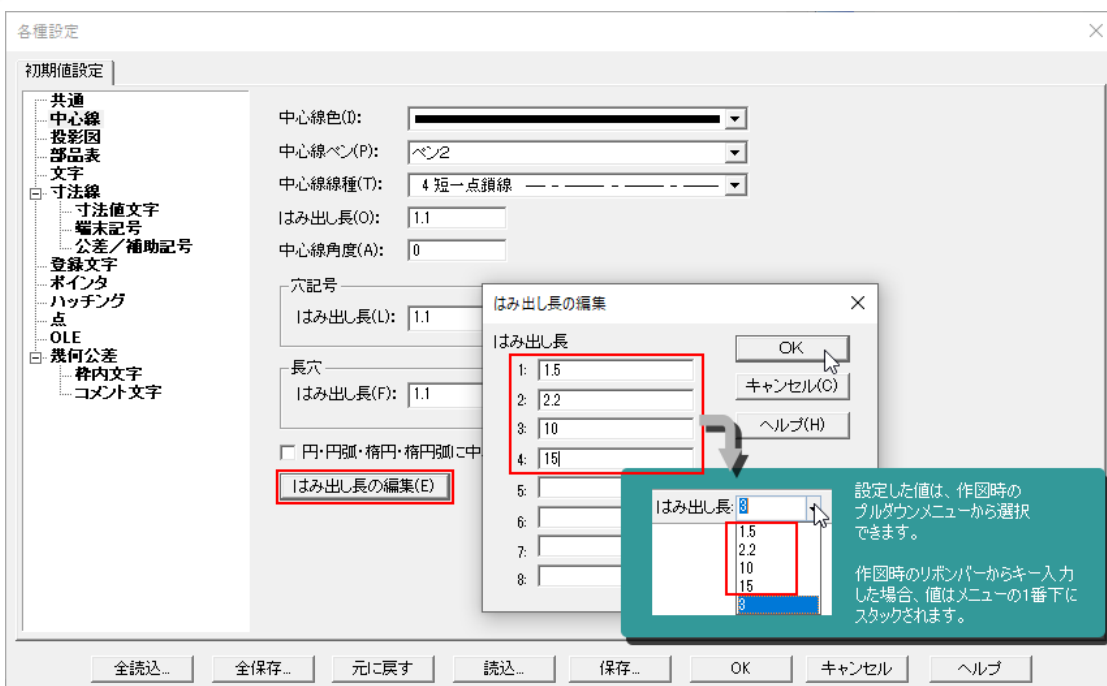 各種設定
初期値設定
共通
中心線
投影図
部品表
文字
寸法線
寸法値文字
端末記号
公差／補助記号
登録文字
ポインタ
ハッチング
点
OLE
幾何公差
枠内文字
コメント文字
中心線色(I):
中心線ペン(P): ペン2
中心線線種(T): 4 短一点鎖線
はみ出し長(O): 1.1
中心線角度(A): 0
穴記号
はみ出し長(L): 1.1
長穴
はみ出し長(F): 1.1
円・円弧・楕円・楕円弧に中
はみ出し長の編集(E)
はみ出し長の編集
はみ出し長
1: 1.5
2: 2.2
3: 10
4: 15
5:
6:
7:
8:
OK
キャンセル(C)
ヘルプ(H)
はみ出し長: 3
1.5
2.2
10
15
3
設定した値は、作図時の
プルダウンメニューから選択
できます。
作図時のリボンバーからキー入力
した場合、値はメニューの1番下に
スタックされます。
全読込... 全保存... 元に戻す 読込... 保存... OK キャンセル ヘルプ